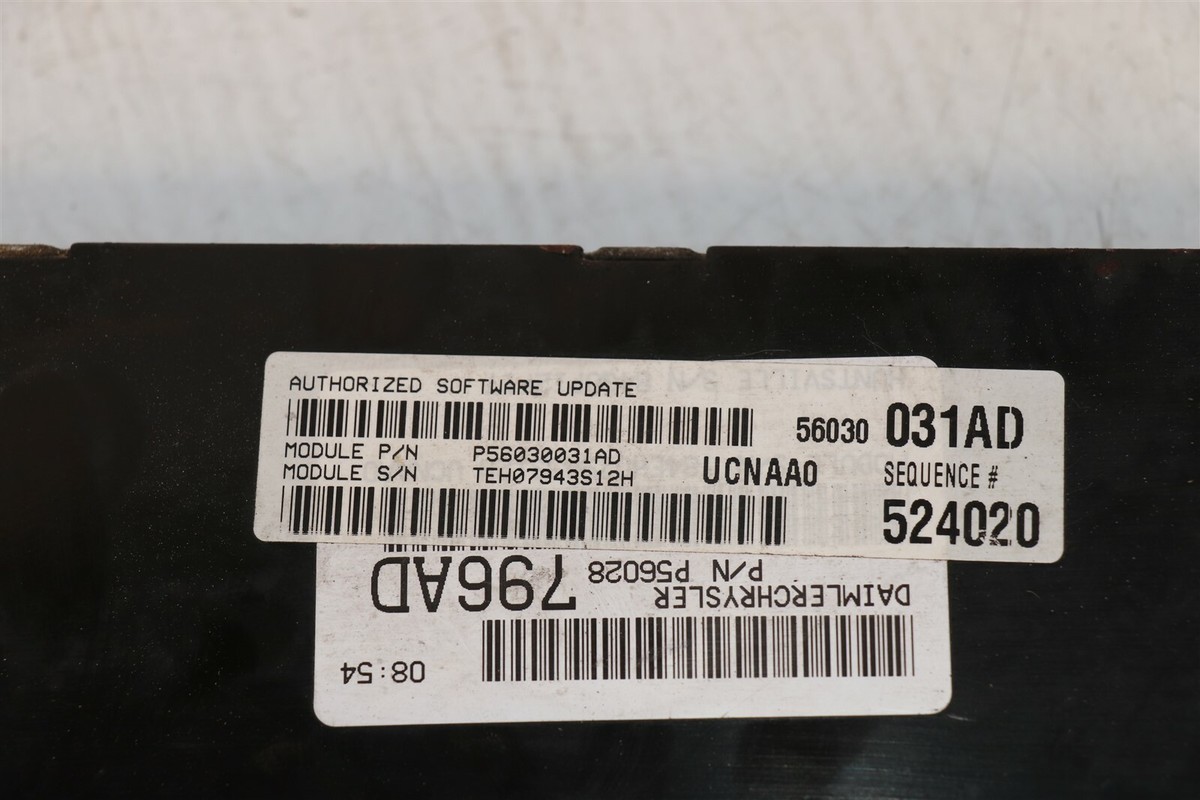 AUTHORIZED SOFTWARE UPDATE
56030 031AD
MODULE P/N P56030031AD
MODULE S/N TEH07943S12H
UCNAA0
SEQUENCE #
524020
DAIMLERCHRYSLER
P/N P56028 796AD
08:54